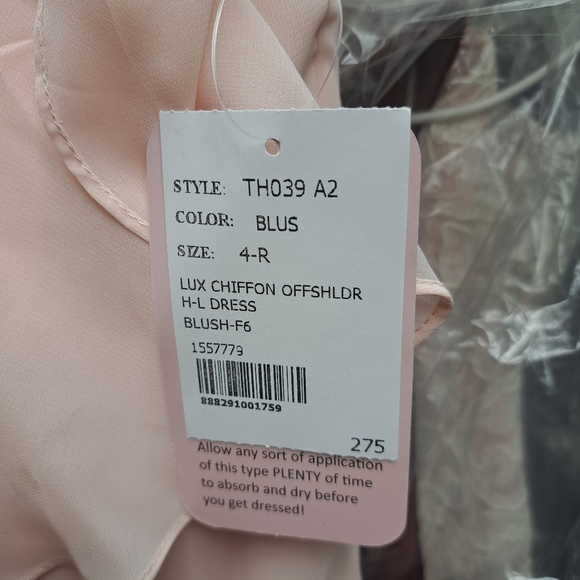 STYLE: TH039 A2
COLOR: BLUS
SIZE: 4-R
LUX CHIFFON OFFSHLDR
H-L DRESS
BLUSH-F6
1557779
888291001759
275
Allow any sort of application
of this type PLENTY of time
to absorb and dry before
you get dressed!